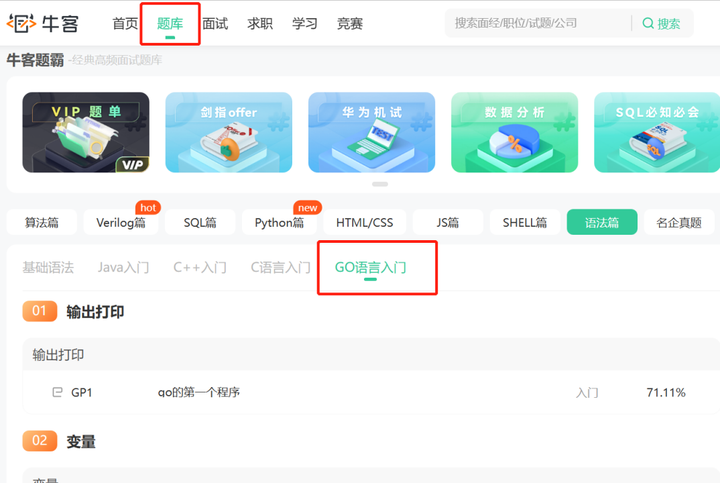 牛客 首页 题库 面试 求职 学习 竞赛 搜索面经/职位/试题/公司 搜索
牛客题霸 -经典高频面试题库
VIP 题单 剑指offer 华为机试 数据分析 SQL必知必会
TEST SQL
VIP
hot new
算法篇 Verilog篇 SQL篇 Python篇 HTML/CSS JS篇 SHELL篇 语法篇 名企真题
基础语法 Java入门 C++入门 C语言入门 GO语言入门
01 输出打印
输出打印
GP1 go的第一个程序 入门 71.11%
02 变量
变量